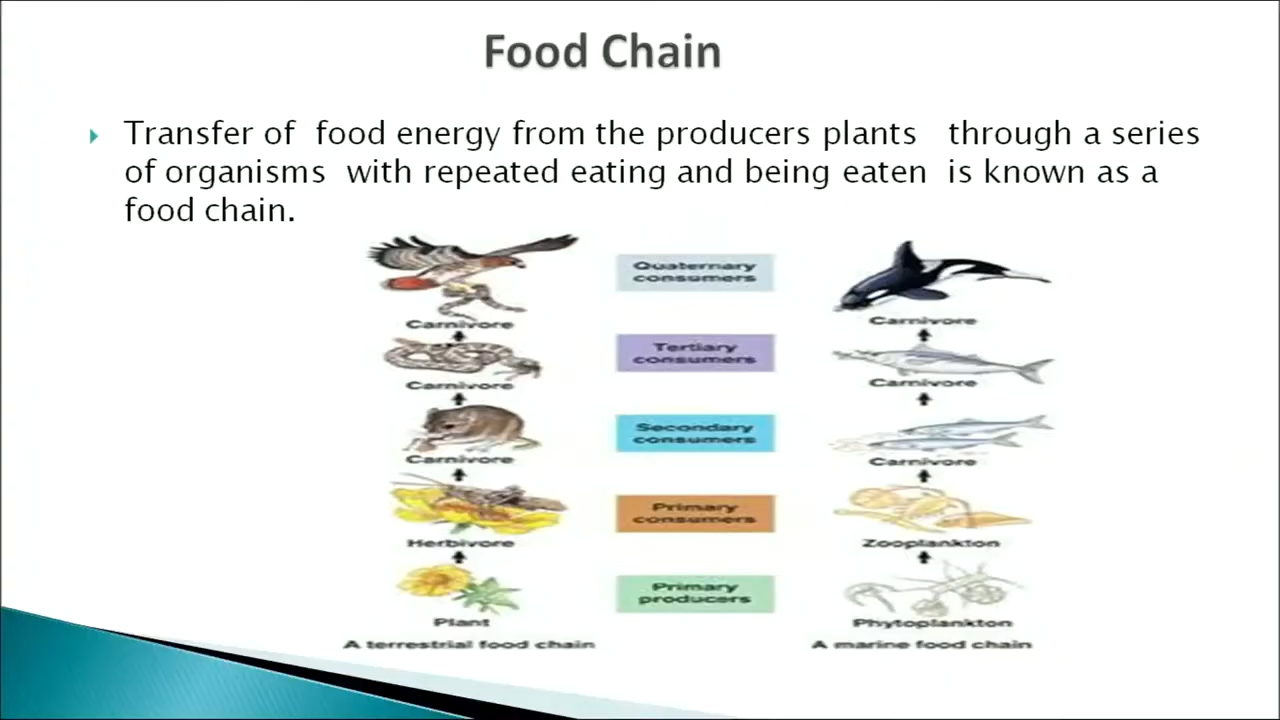 Food Chain
Transfer of food energy from the producers plants through a series
of organisms with repeated eating and being eaten is known as a
food chain.
Quaternary
consumers
Carnivore
Carnivore
Tertiary
consumers
Carnivore
Carnivore
Secondary
consumers
Carnivore
Carnivore
Primary
consumers
Herbivore
Zooplankton
Primary
producers
Plant
Phytoplankton
A terrestrial food chain
A marine food chain